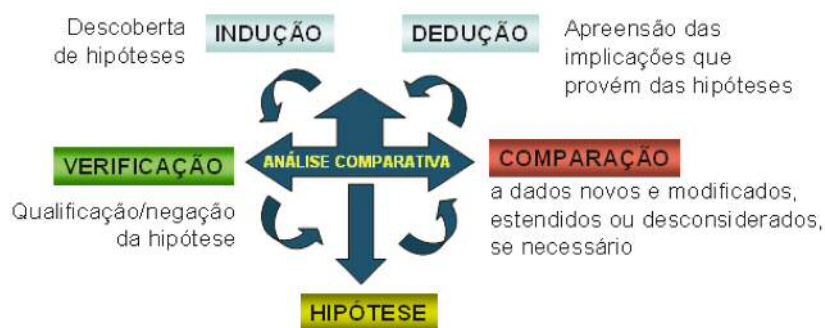 Descoberta
de hipóteses
INDUÇÃO
DEDUÇÃO
Apreensão das
implicações que
provém das hipóteses
VERIFICAÇÃO
ANÁLISE COMPARATIVA
COMPARAÇÃO
Qualificação/negação
da hipótese
a dados novos e modificados,
estendidos ou desconsiderados,
se necessário
HIPÓTESE